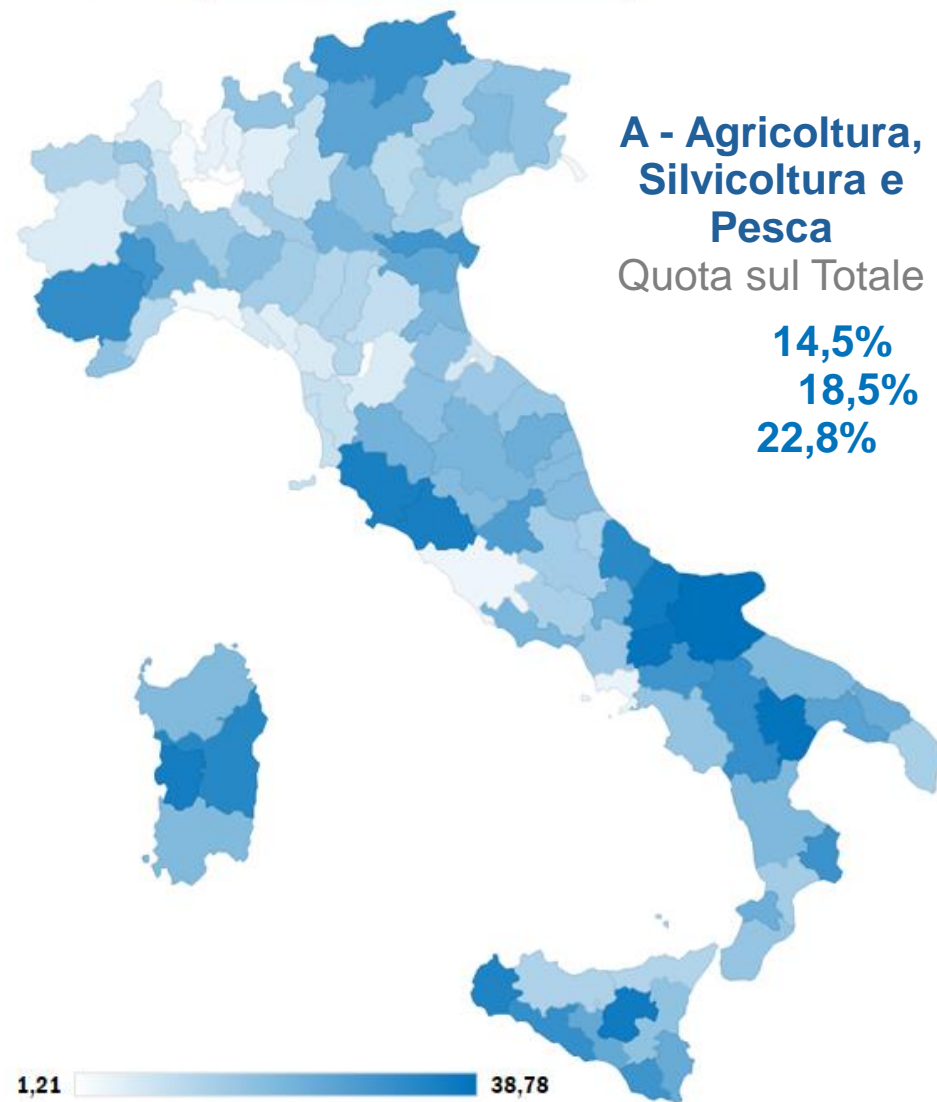 A - Agricoltura,
Silvicoltura e
Pesca
Quota sul Totale
14,5%
18,5%
22,8%
1,21
38,78